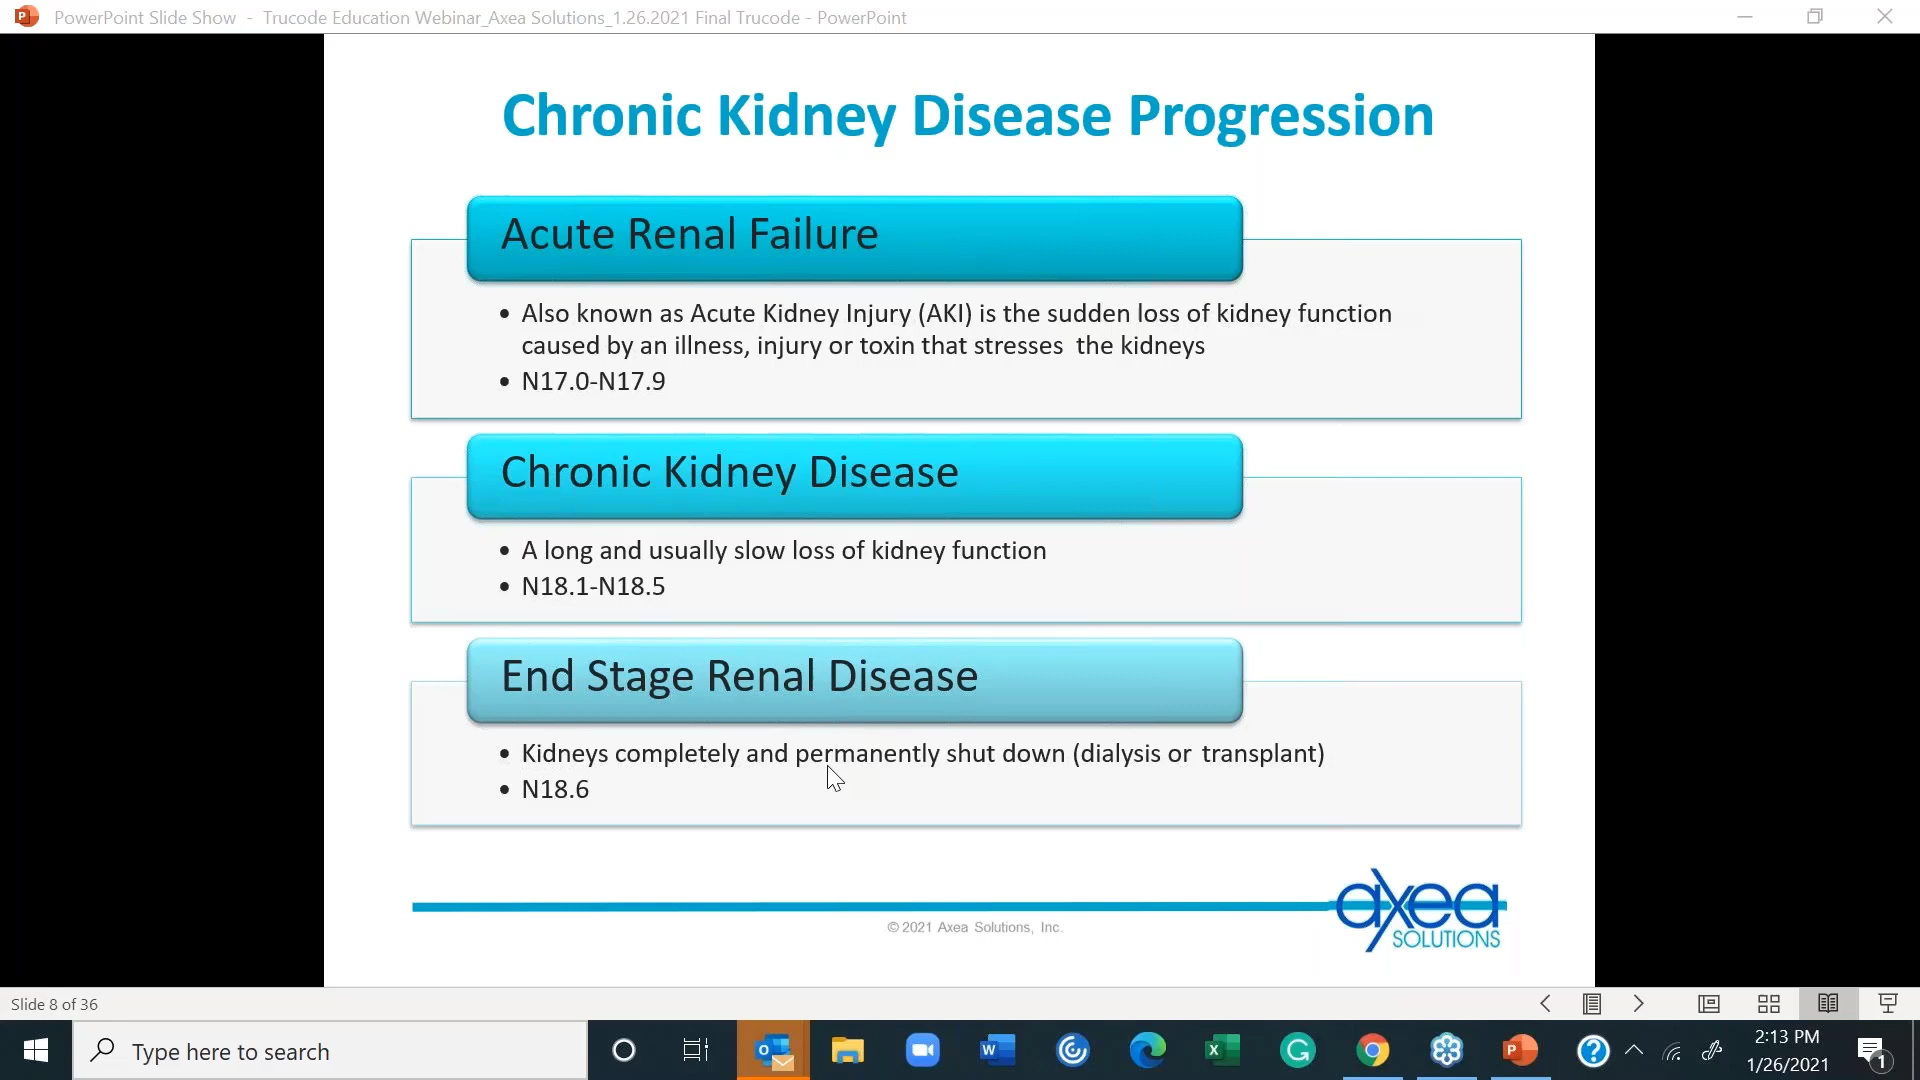 PowerPoint Slide Show - Trucode Education Webinar_Axea Solutions_1.26.2021 Final Trucode - PowerPoint
Chronic Kidney Disease Progression
Acute Renal Failure
• Also known as Acute Kidney Injury (AKI) is the sudden loss of kidney function
caused by an illness, injury or toxin that stresses the kidneys
• N17.0-N17.9
Chronic Kidney Disease
• A long and usually slow loss of kidney function
• N18.1-N18.5
End Stage Renal Disease
• Kidneys completely and permanently shut down (dialysis or transplant)
• N18.6
axea
SOLUTIONS
© 2021 Axea Solutions, Inc.
Slide 8 of 36
Type here to search
2:13 PM
1/26/2021
1